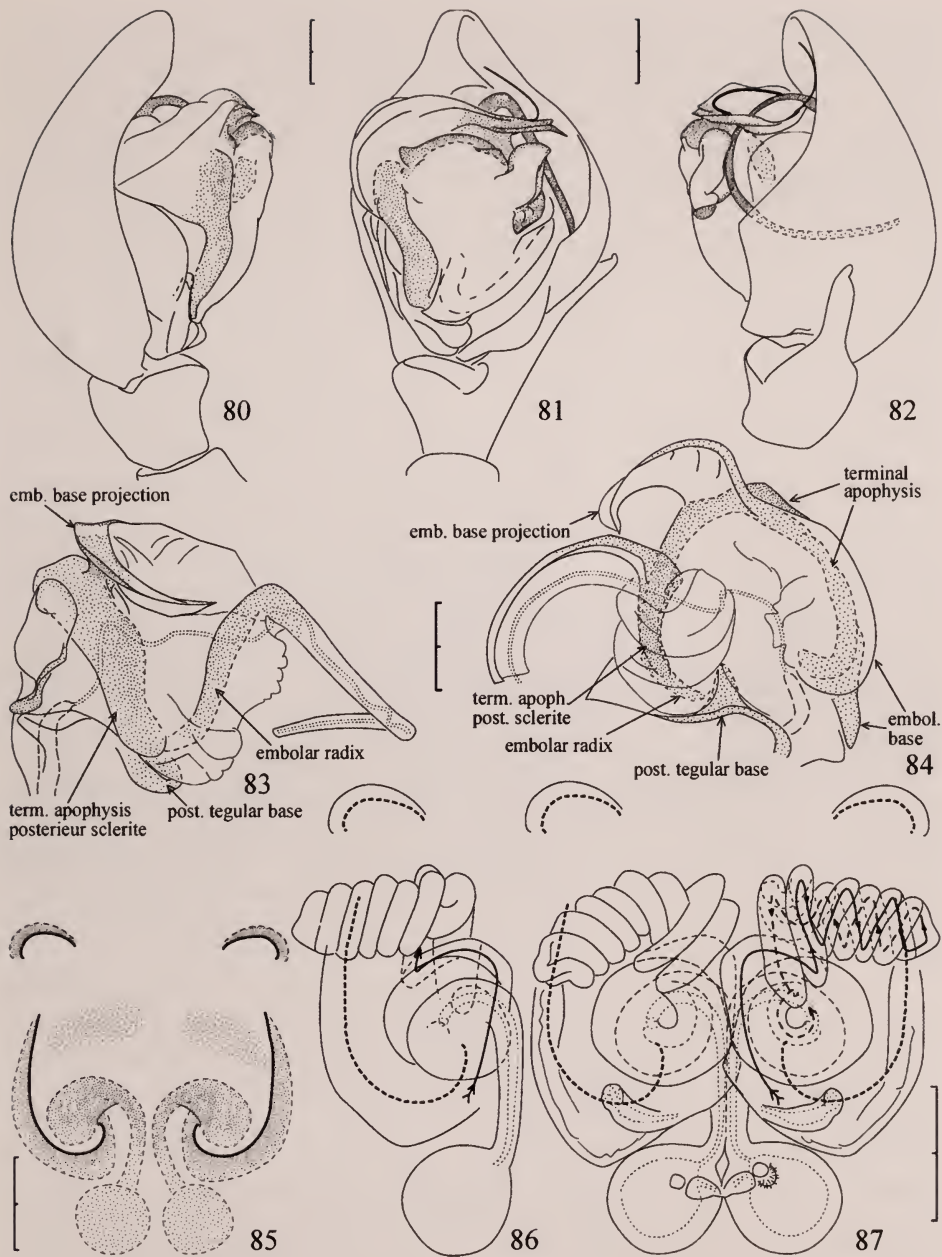 80
81
82
emb. base projection
terminal
apophysis
emb. base projection
term. apoph.
post. sclerite
embolar radix
embolar radix
post. tegular base
embol.
base
83
84
term. apophysis
posterieur sclerite
post. tegular base
85
86
87